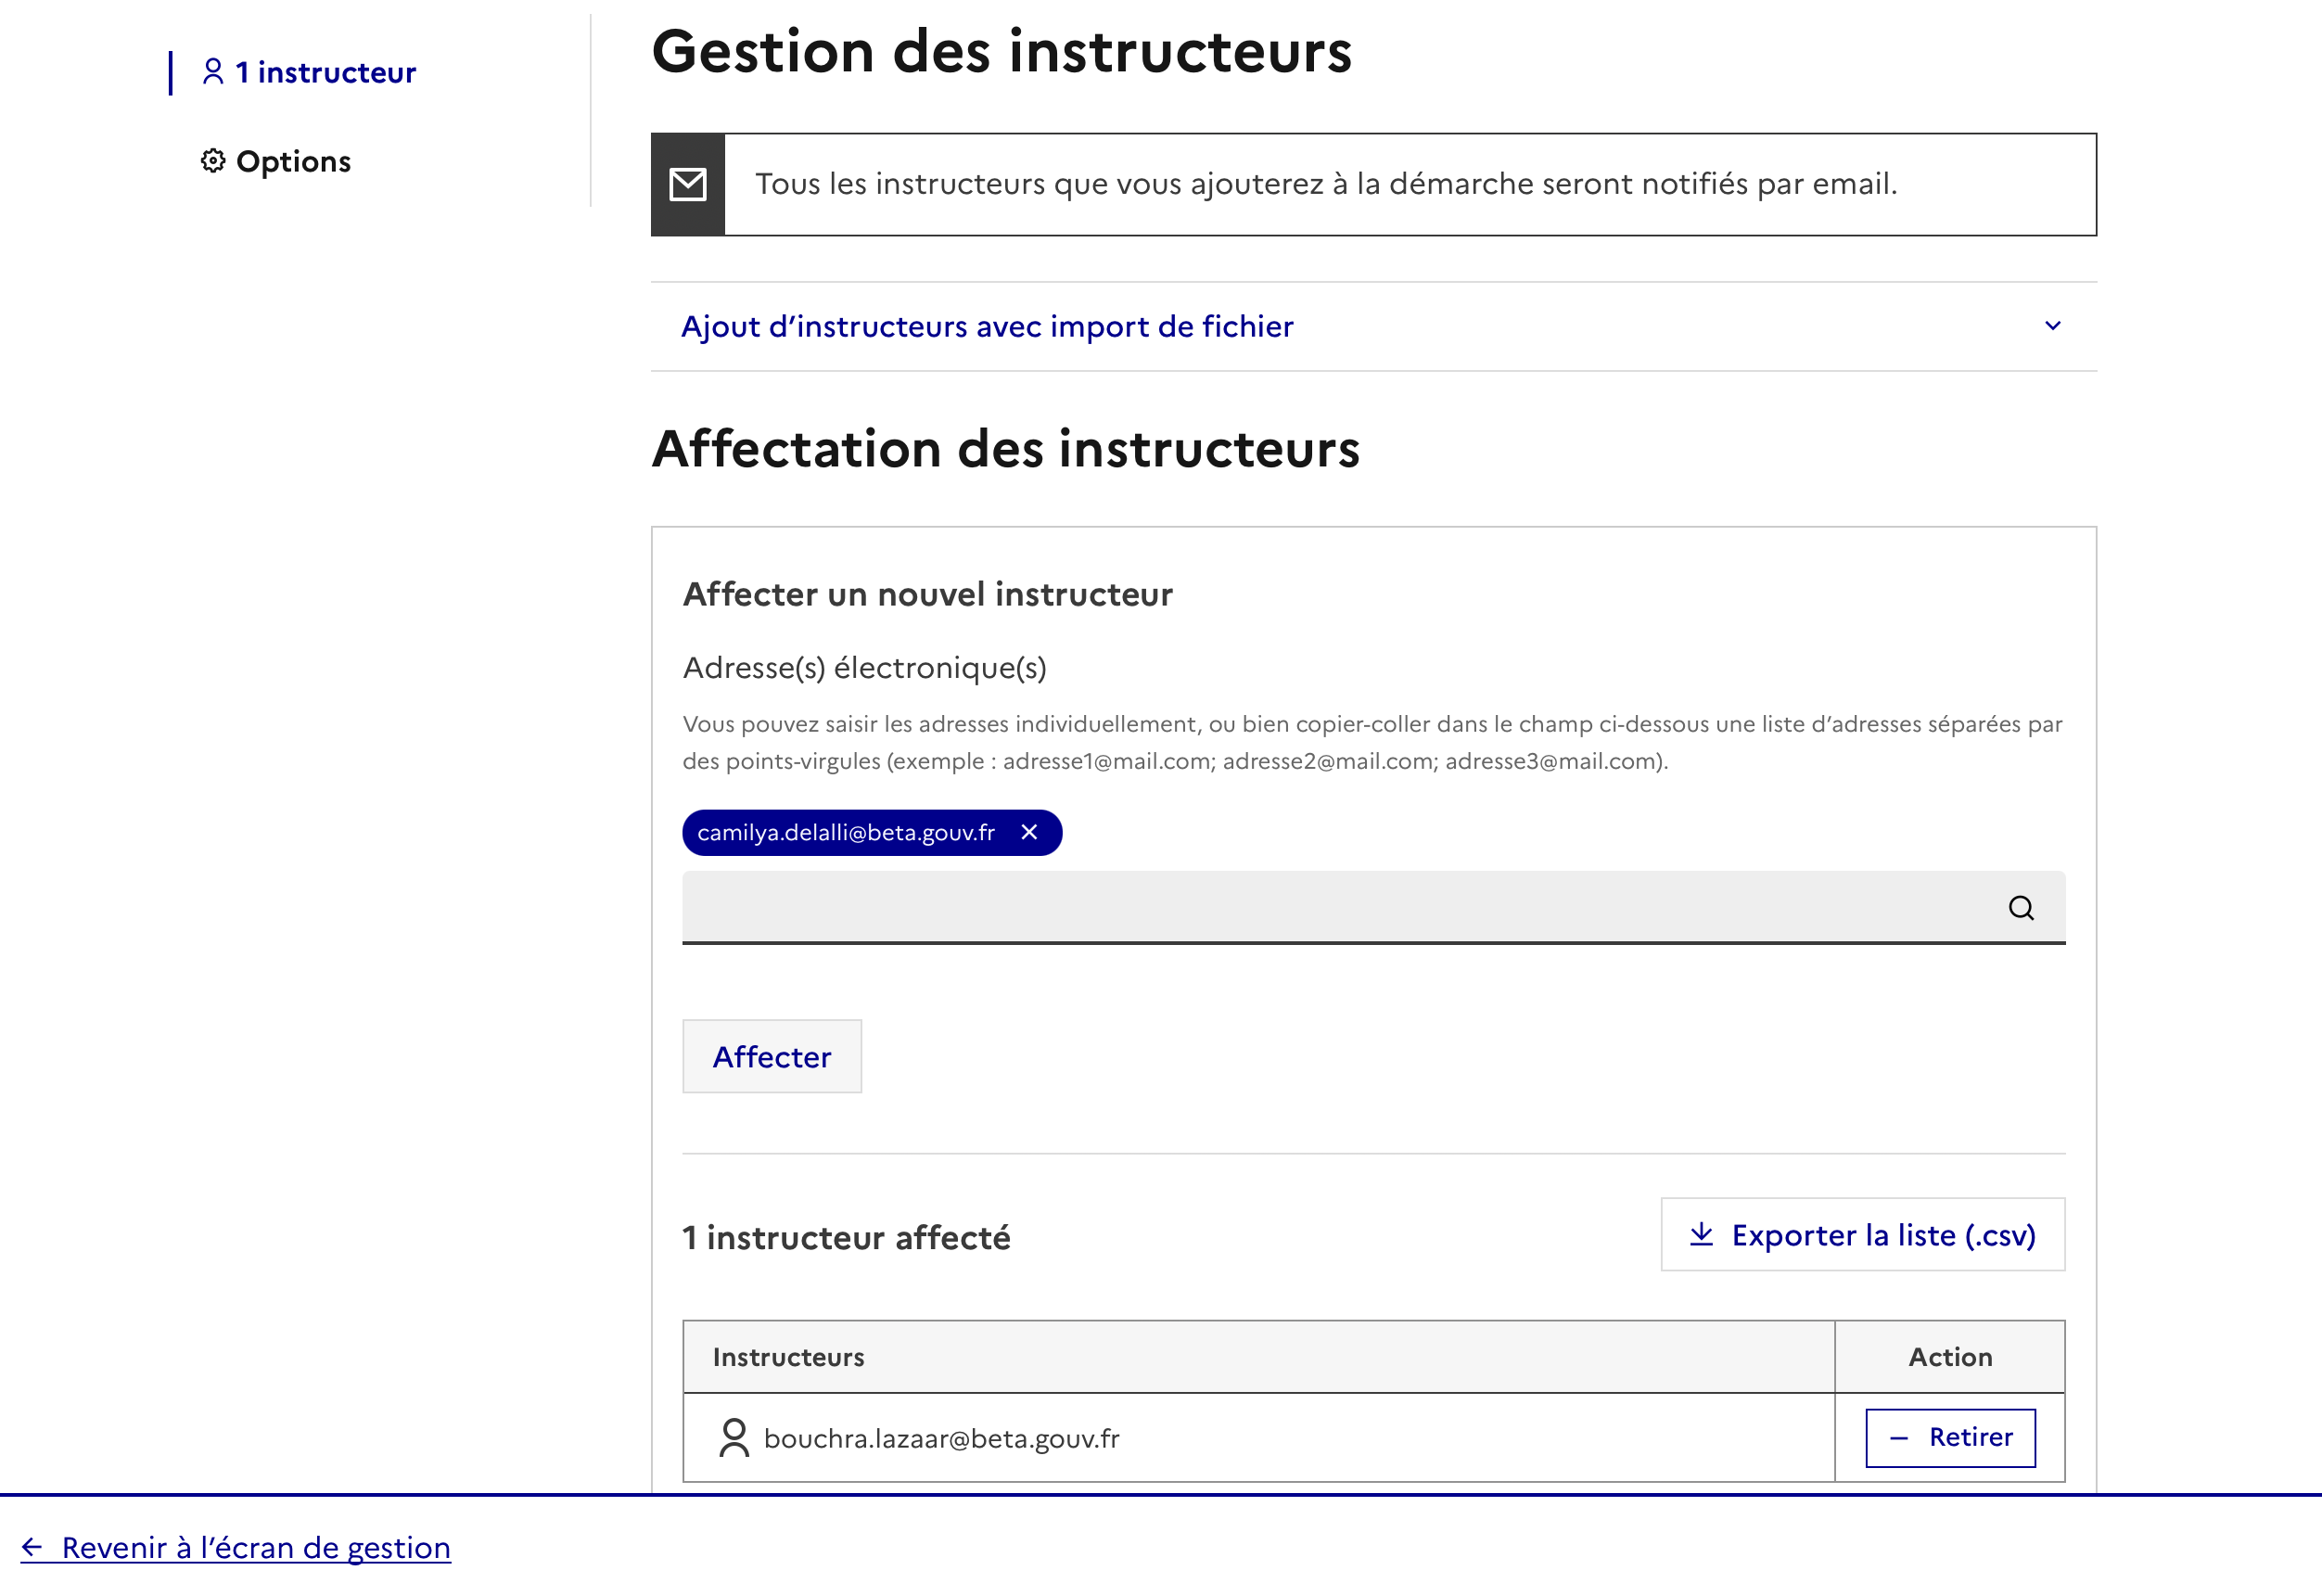 1 instructeur
Options
Gestion des instructeurs
Tous les instructeurs que vous ajouterez à la démarche seront notifiés par email.
Ajout d’instructeurs avec import de fichier
Affectation des instructeurs
Affecter un nouvel instructeur
Adresse(s) électronique(s)
Vous pouvez saisir les adresses individuellement, ou bien copier-coller dans le champ ci-dessous une liste d’adresses séparées par
des points-virgules (exemple : adresse1@mail.com; adresse2@mail.com; adresse3@mail.com).
camilya.delalli@beta.gouv.fr
Affecter
1 instructeur affecté
Exporter la liste (.csv)
Instructeurs Action
bouchra.lazaar@beta.gouv.fr Retirer
Revenir à l’écran de gestion